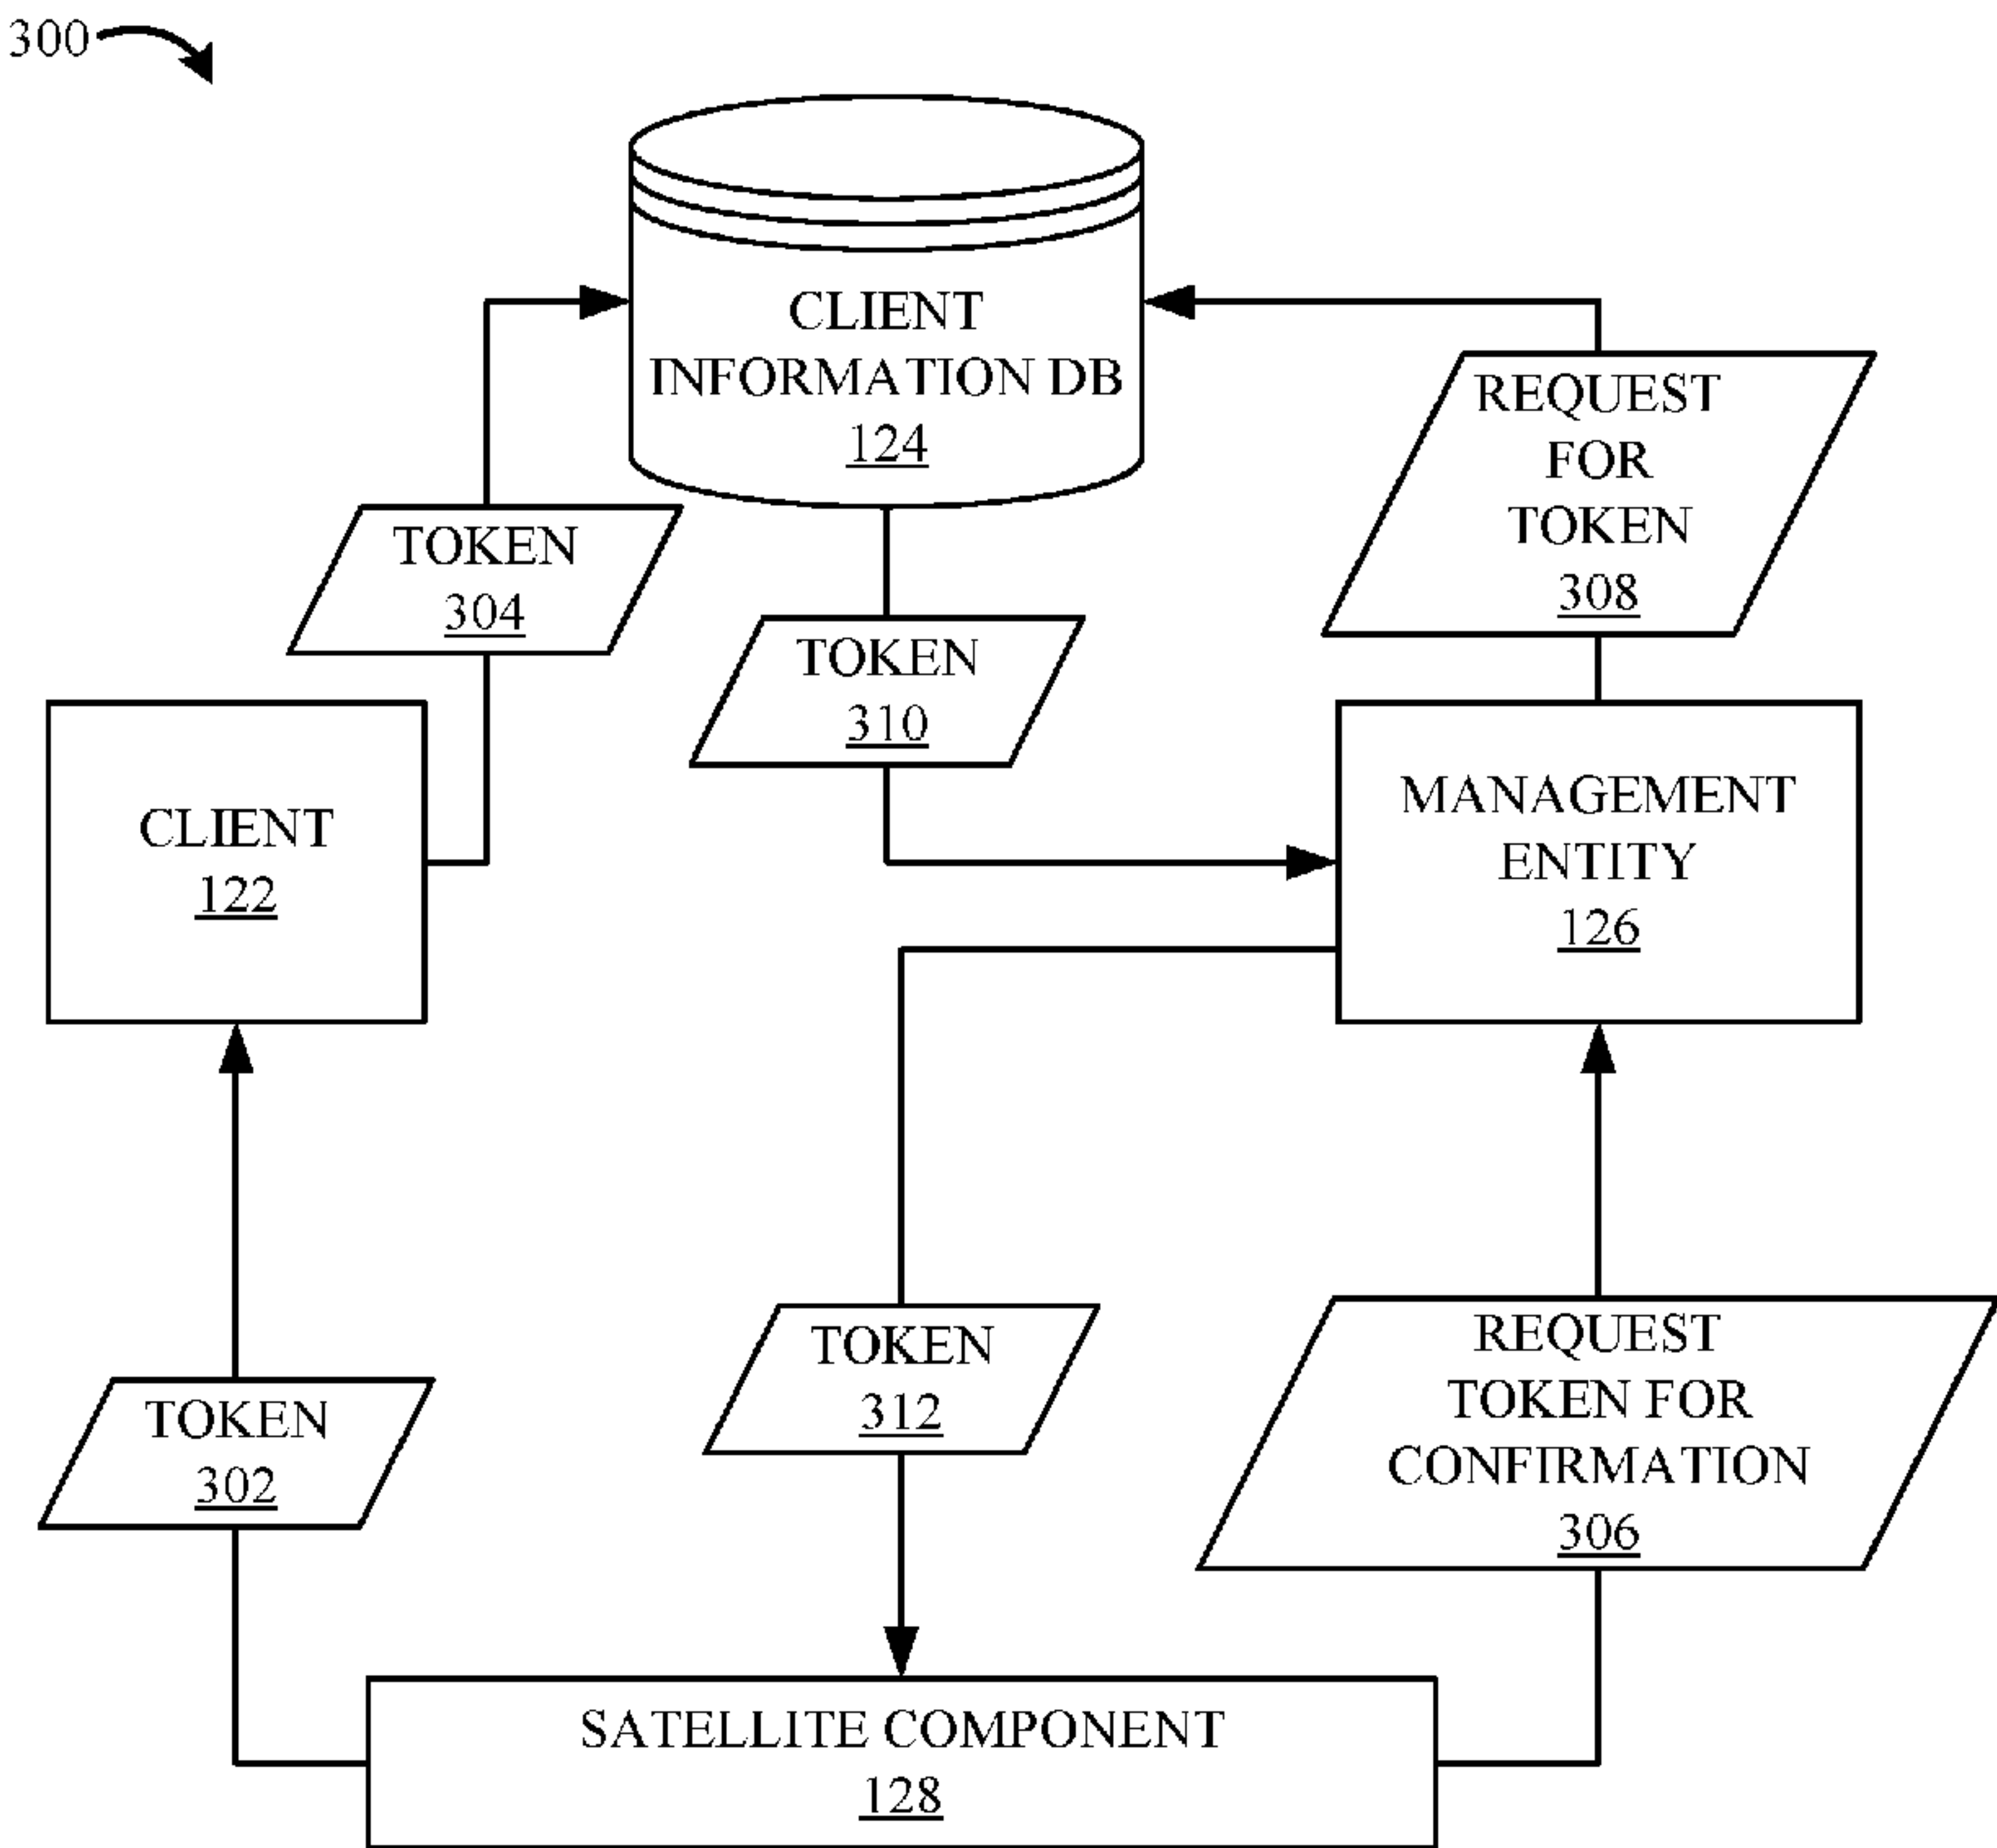 300
CLIENT
INFORMATION DB
124
REQUEST
FOR
TOKEN
308
TOKEN
304
TOKEN
310
CLIENT
122
MANAGEMENT
ENTITY
126
TOKEN
302
TOKEN
312
REQUEST
TOKEN FOR
CONFIRMATION
306
SATELLITE COMPONENT
128